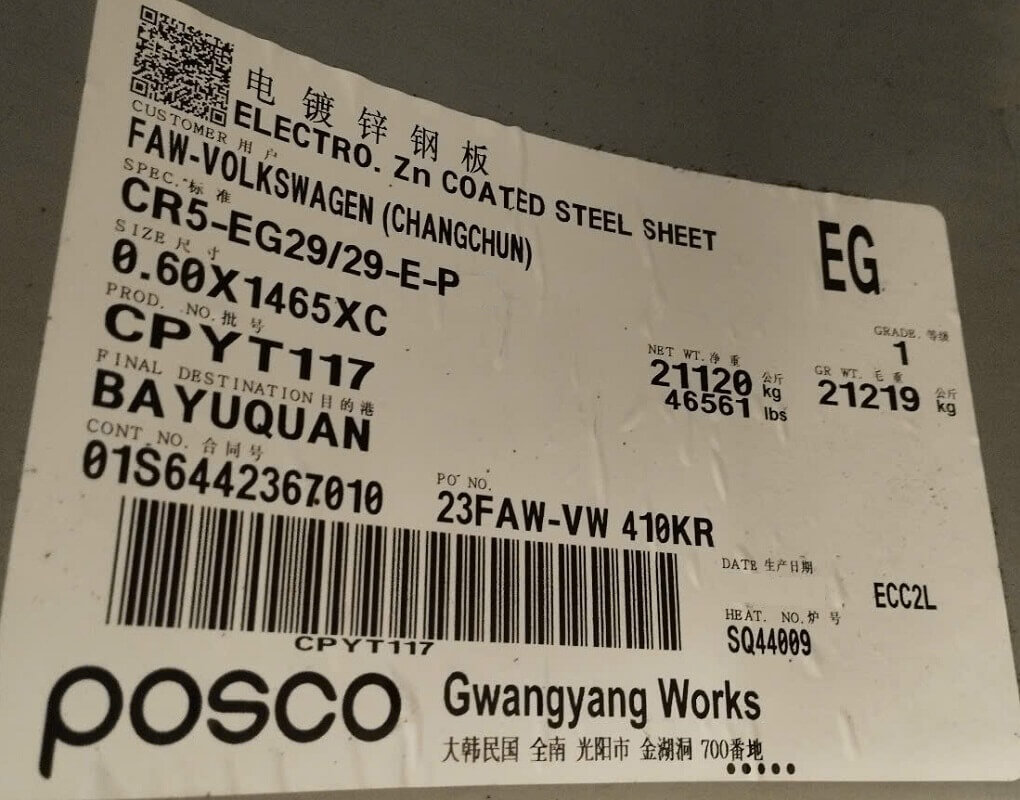 电镀锌钢板
ELECTRO. Zn COATED STEEL SHEET
CUSTOMER 用户
FAW-VOLKSWAGEN (CHANGCHUN)
EG
SPEC. 标准
CR5-EG29/29-E-P
SIZE 尺寸
0.60X1465XC
GRADE. 等级
1
PROD. NO. 批号
CPYT117
NET WT. 净重
21120 公斤 kg
46561 lbs
GR WT. 毛重
21219 公斤 kg
FINAL DESTINATION 目的港
BAYUQUAN
CONT. NO. 合同号
01S6442367010
PO NO.
23FAW-VW 410KR
DATE 生产日期
ECC2L
HEAT. NO. 炉号
SQ44009
CPYT117
posco
Gwangyang Works
大韩民国 全南 光阳市 金湖洞 700番地